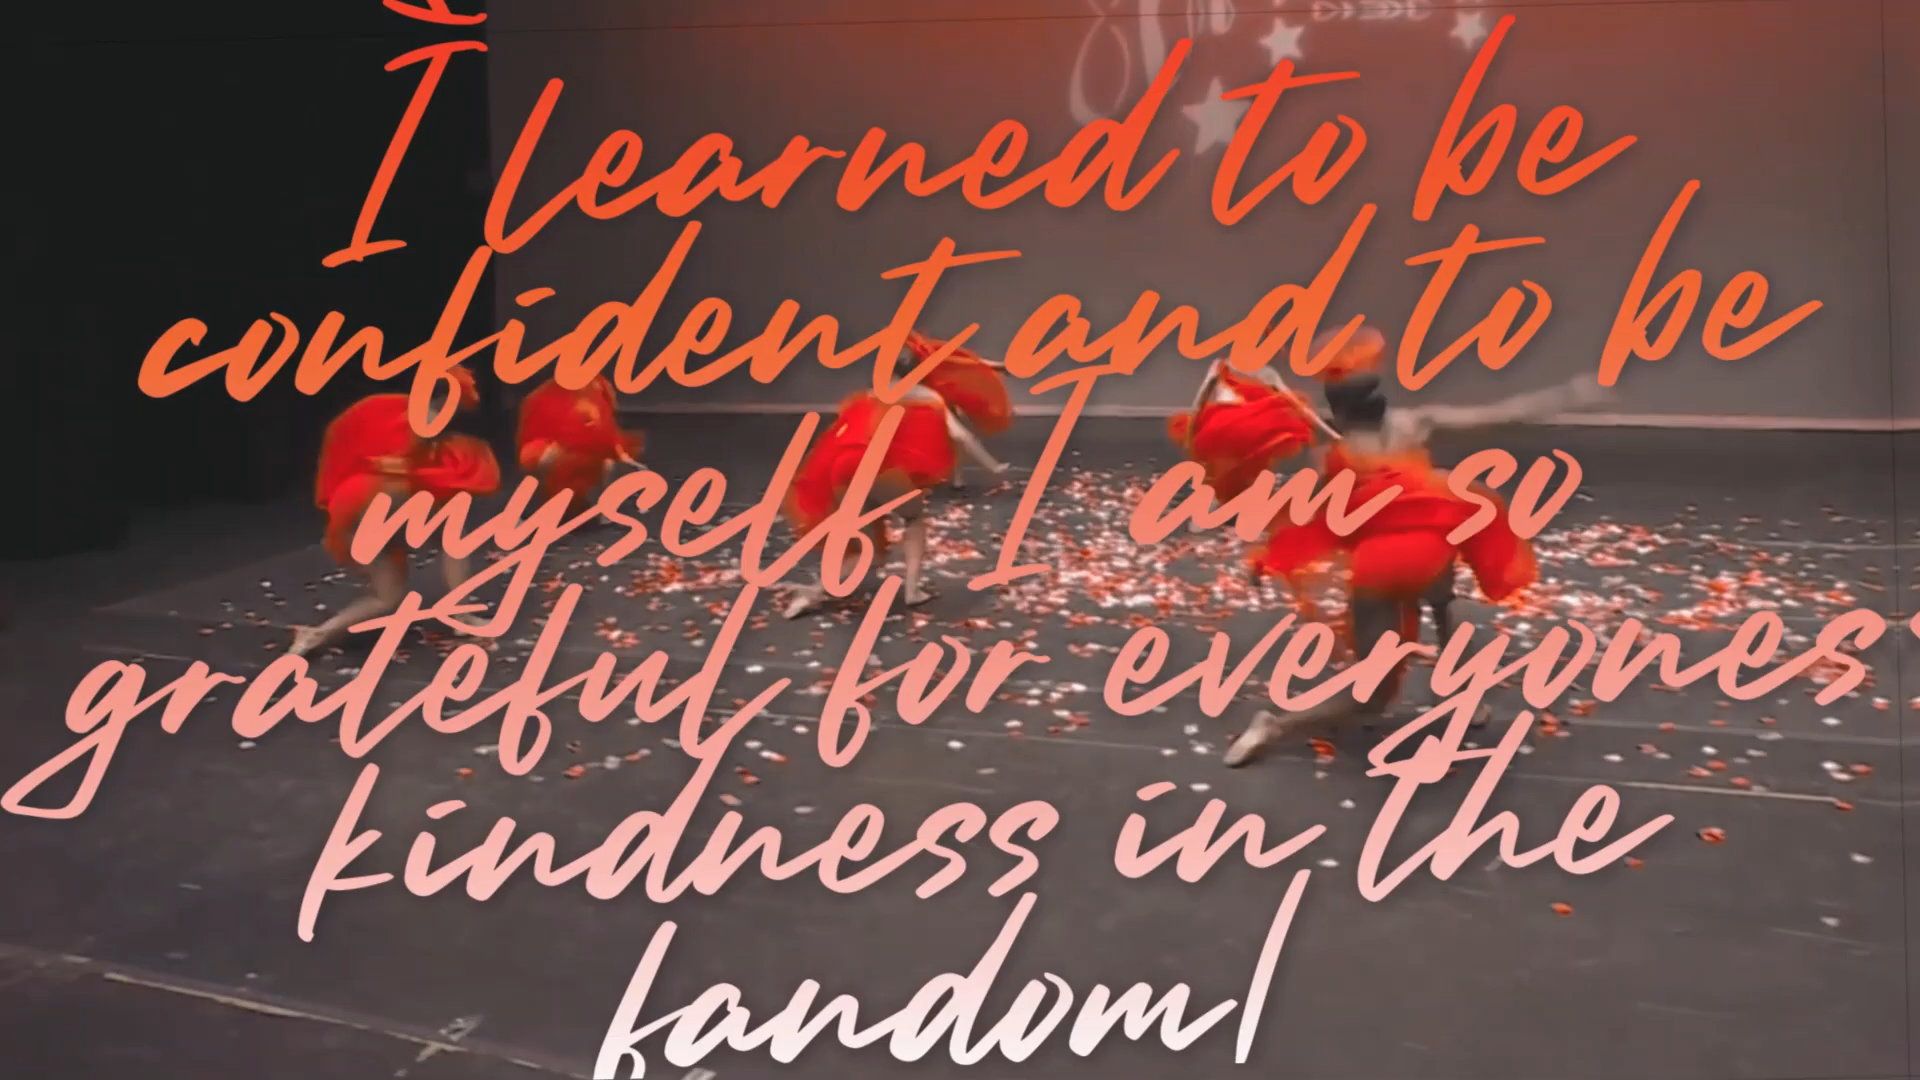 I learned to be
confident and to be
myself I am so
grateful for everyones'
kindness in the
fandom!